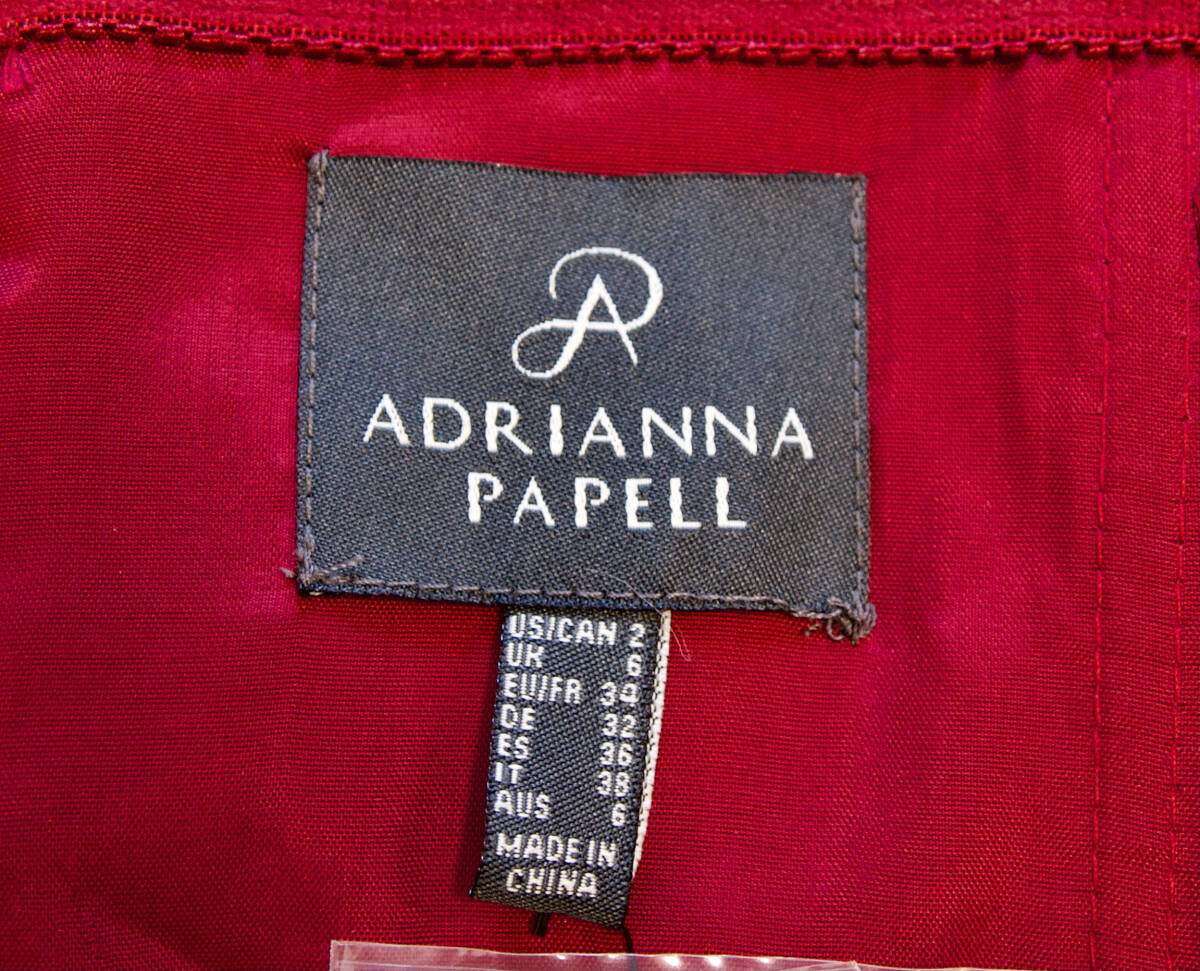 ADRIANNA
PAPELL
US/CAN 2
UK 6
EU/FR 34
DE 32
ES 36
IT 38
AUS 6
MADE IN
CHINA